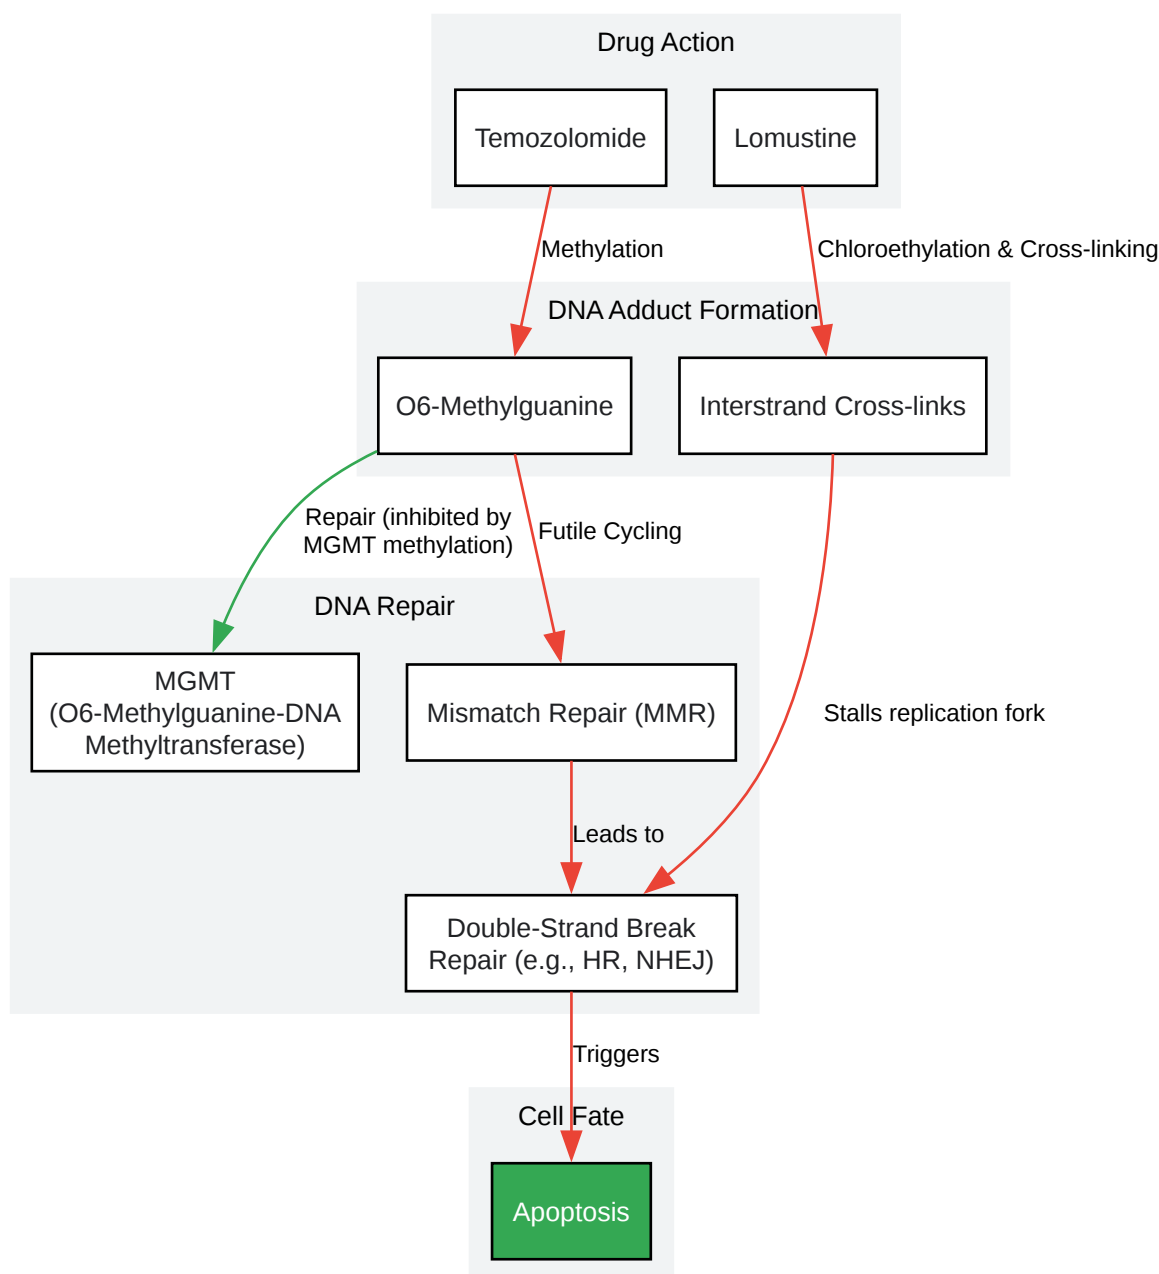 Drug Action
Temozolomide
Lomustine
Methylation
Chloroethylation & Cross-linking
DNA Adduct Formation
O6-Methylguanine
Interstrand Cross-links
Repair (inhibited by
MGMT methylation)
Futile Cycling
DNA Repair
MGMT
(O6-Methylguanine-DNA
Methyltransferase)
Mismatch Repair (MMR)
Stalls replication fork
Leads to
Double-Strand Break
Repair (e.g., HR, NHEJ)
Triggers
Cell Fate
Apoptosis